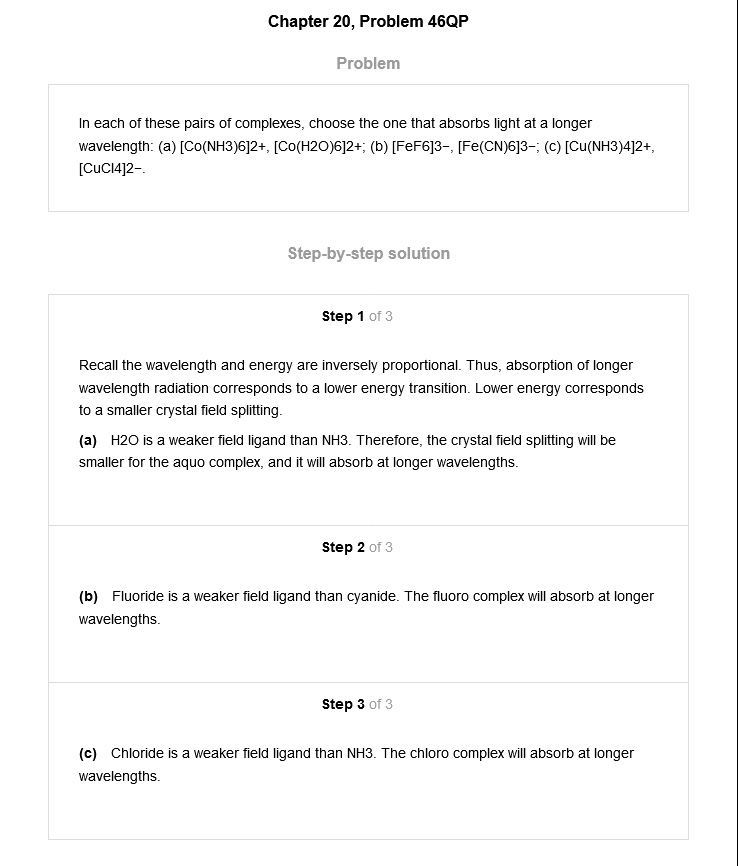 Chapter 20, Problem 46QP
Problem
In each of these pairs of complexes, choose the one that absorbs light at a longer
wavelength: (a) [Co(NH3)6]2+, [Co(H2O)6]2+; (b) [FeF6]3−, [Fe(CN)6]3−; (c) [Cu(NH3)4]2+,
[CuCl4]2−.
Step-by-step solution
Step 1 of 3
Recall the wavelength and energy are inversely proportional. Thus, absorption of longer
wavelength radiation corresponds to a lower energy transition. Lower energy corresponds
to a smaller crystal field splitting.
(a) H2O is a weaker field ligand than NH3. Therefore, the crystal field splitting will be
smaller for the aquo complex, and it will absorb at longer wavelengths.
Step 2 of 3
(b) Fluoride is a weaker field ligand than cyanide. The fluoro complex will absorb at longer
wavelengths.
Step 3 of 3
(c) Chloride is a weaker field ligand than NH3. The chloro complex will absorb at longer
wavelengths.